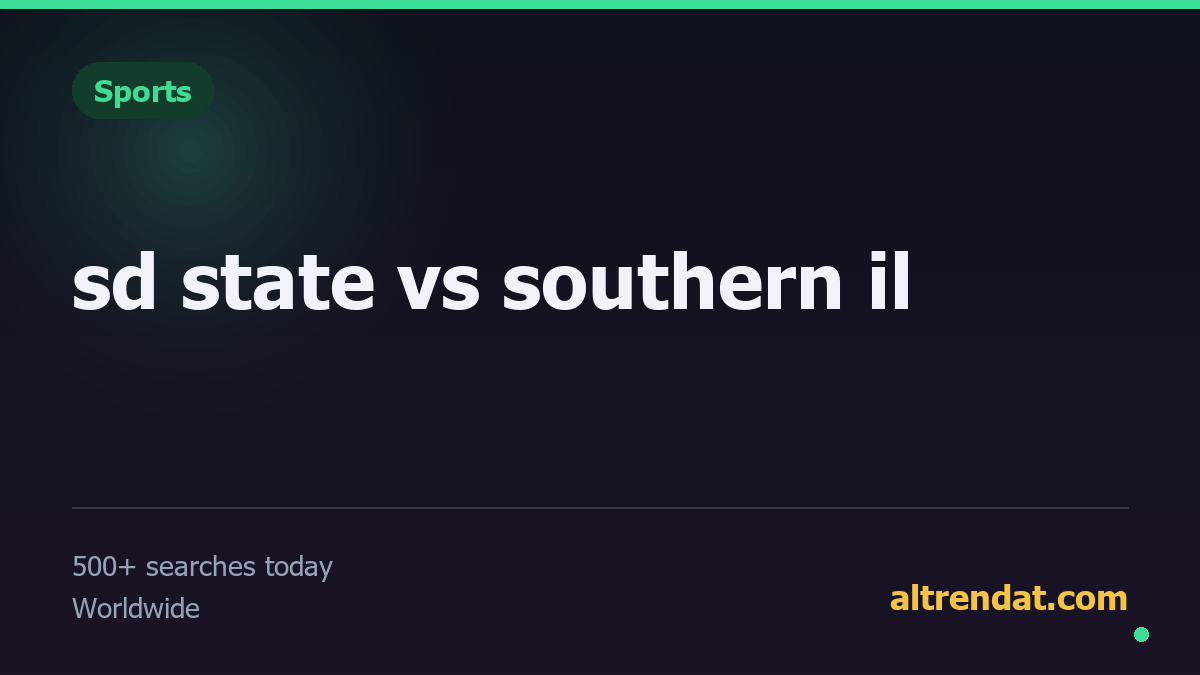 Sports
sd state vs southern il
500+ searches today
Worldwide
altrendat.com